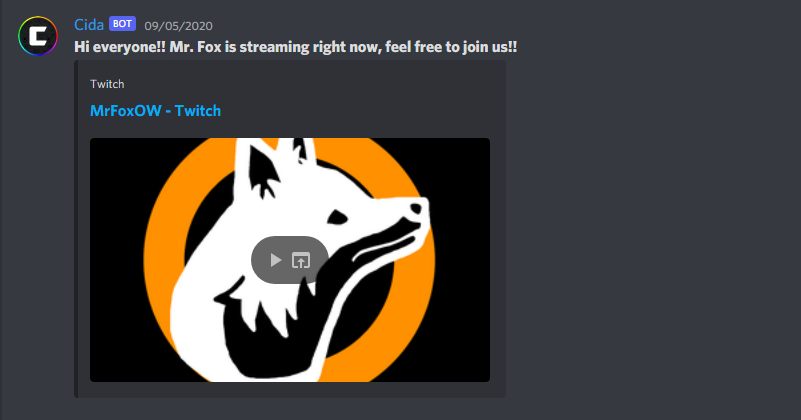 Cida BOT 09/05/2020
Hi everyone!! Mr. Fox is streaming right now, feel free to join us!!
Twitch
MrFoxOW - Twitch